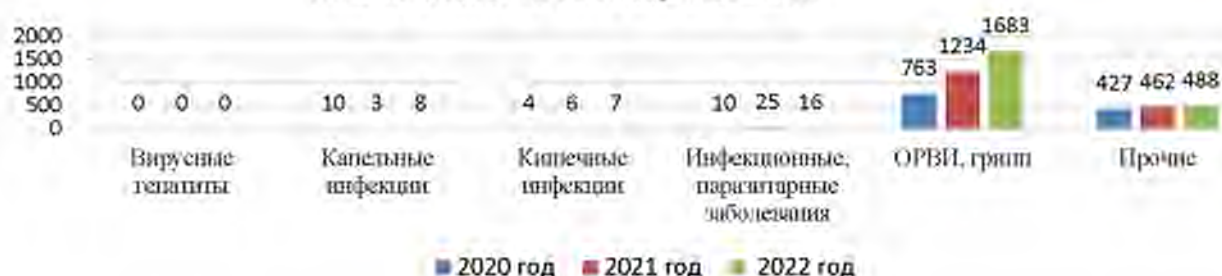 2000
1500
1000
500
0
0 0 0
10 3 8
4 6 7
10 25 16
763 1234 1683
427 462 488
Вирусные
гепатиты
Капельные
инфекции
Кишечные
инфекции
Инфекционные,
паразитарные
заболевания
ОРВИ, грипп
Прочие
2020 год 2021 год 2022 год